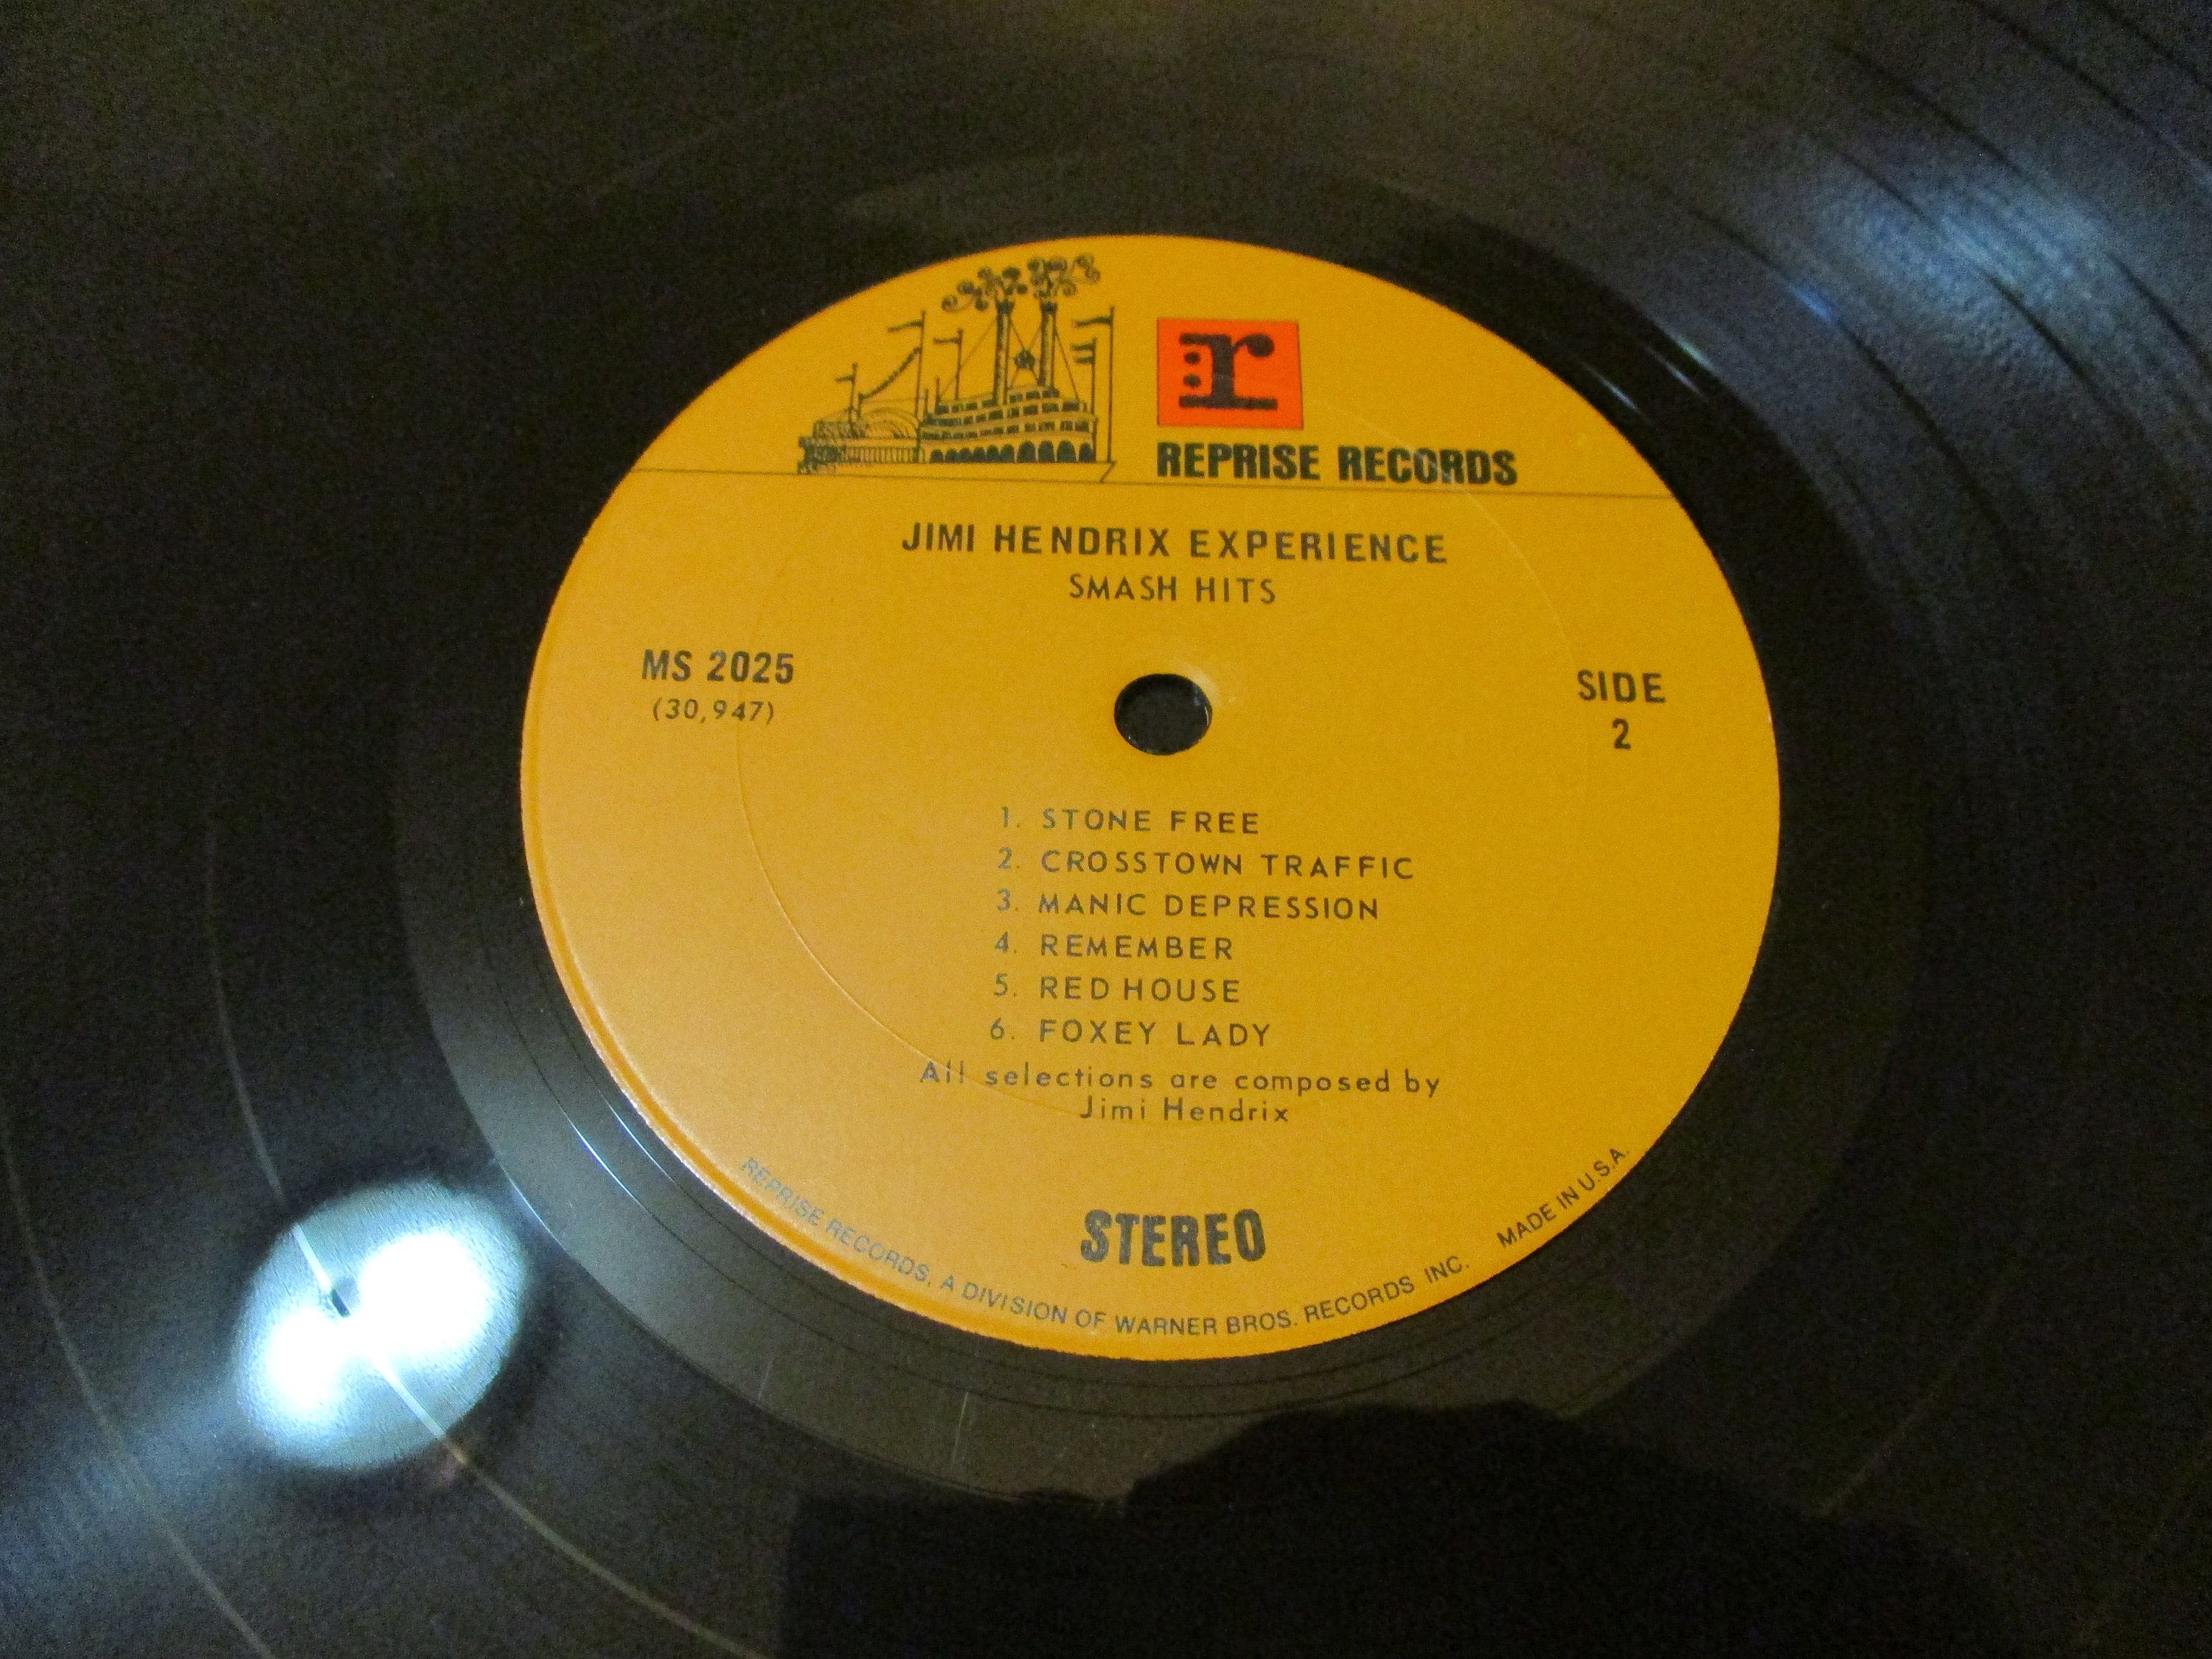 r
REPRISE RECORDS
JIMI HENDRIX EXPERIENCE
SMASH HITS
MS 2025
(30,947)
SIDE
2
1. STONE FREE
2. CROSSTOWN TRAFFIC
3. MANIC DEPRESSION
4. REMEMBER
5. RED HOUSE
6. FOXEY LADY
All selections are composed by
Jimi Hendrix
STEREO
REPRISE RECORDS, A DIVISION OF WARNER BROS. RECORDS INC. MADE IN U.S.A.